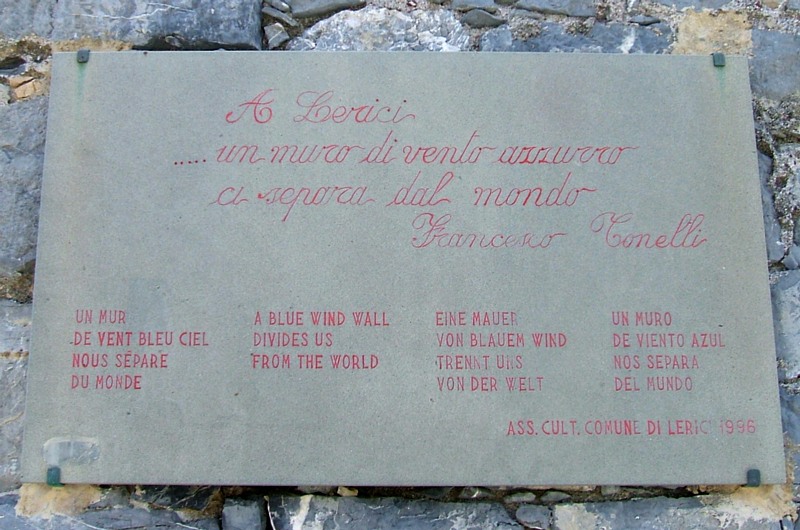 A Lerici
..... un muro di vento azzurro
ci separa dal mondo
Francesco Tonelli
UN MUR
DE VENT BLEU CIEL
NOUS SÉPARE
DU MONDE
A BLUE WIND WALL
DIVIDES US
FROM THE WORLD
EINE MAUER
VON BLAUEM WIND
TRENNT UNS
VON DER WELT
UN MURO
DE VIENTO AZUL
NOS SEPARA
DEL MUNDO
ASS. CULT. COMUNE DI LERICI 1996